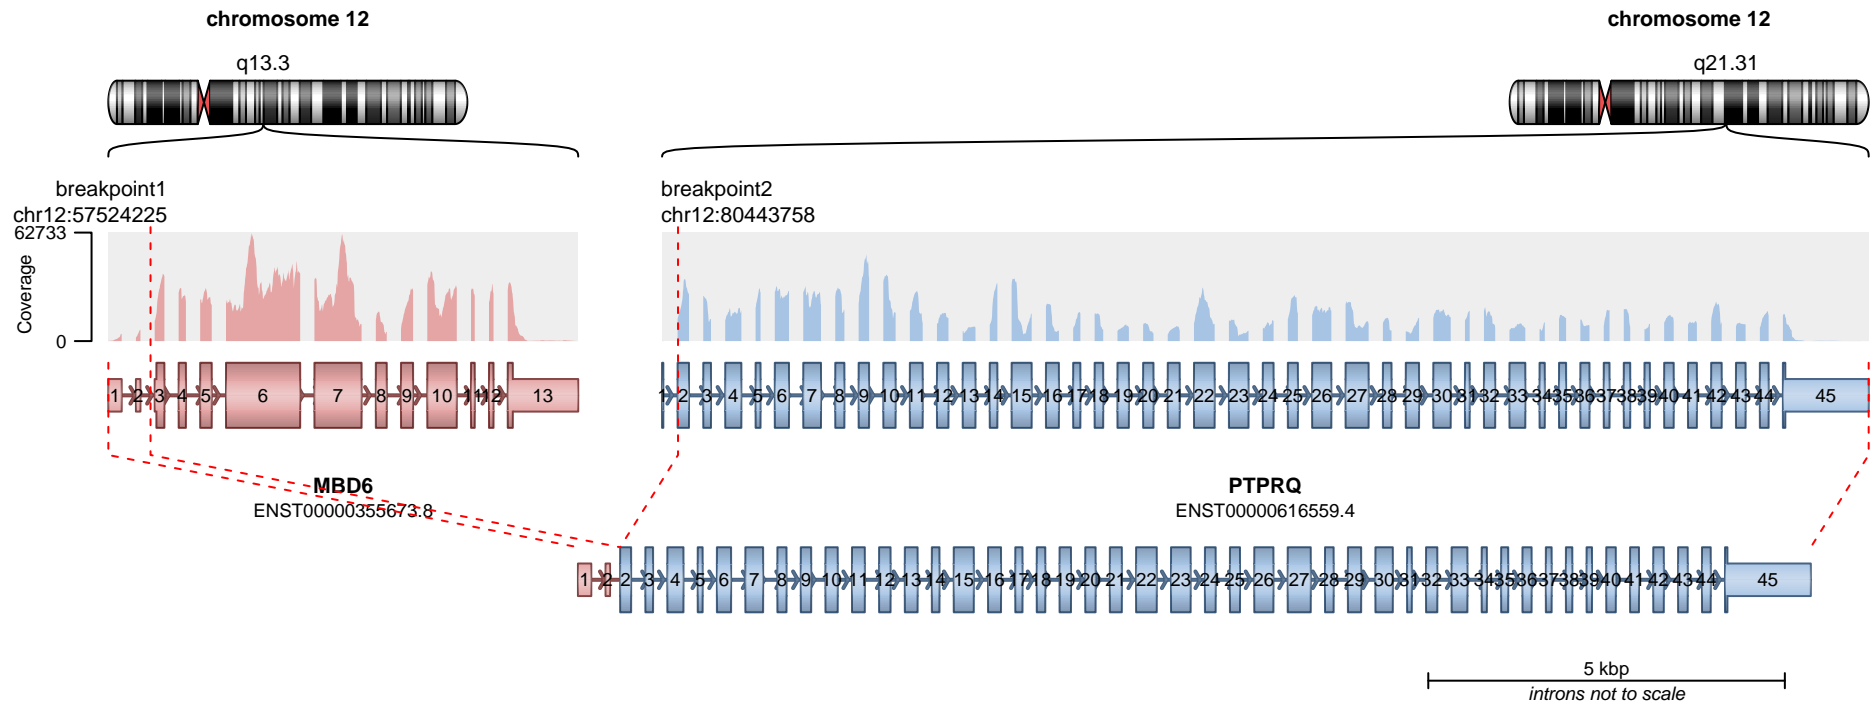 chromosome 12
chromosome 12
q13.3
q21.31
breakpoint1
chr12:57524225
breakpoint2
chr12:80443758
62733
Coverage
0
1 2 3 4 5 6 7 8 9 10 11 12 13
1 2 3 4 5 6 7 8 9 10 11 12 13 14 15 16 17 18 19 20 21 22 23 24 25 26 27 28 29 30 31 32 33 34 35 36 37 38 39 40 41 42 43 44 45
MBD6
ENST00000355673.8
PTPRQ
ENST00000616559.4
1 2 2 3 4 5 6 7 8 9 10 11 12 13 14 15 16 17 18 19 20 21 22 23 24 25 26 27 28 29 30 31 32 33 34 35 36 37 38 39 40 41 42 43 44 45
5 kbp
introns not to scale